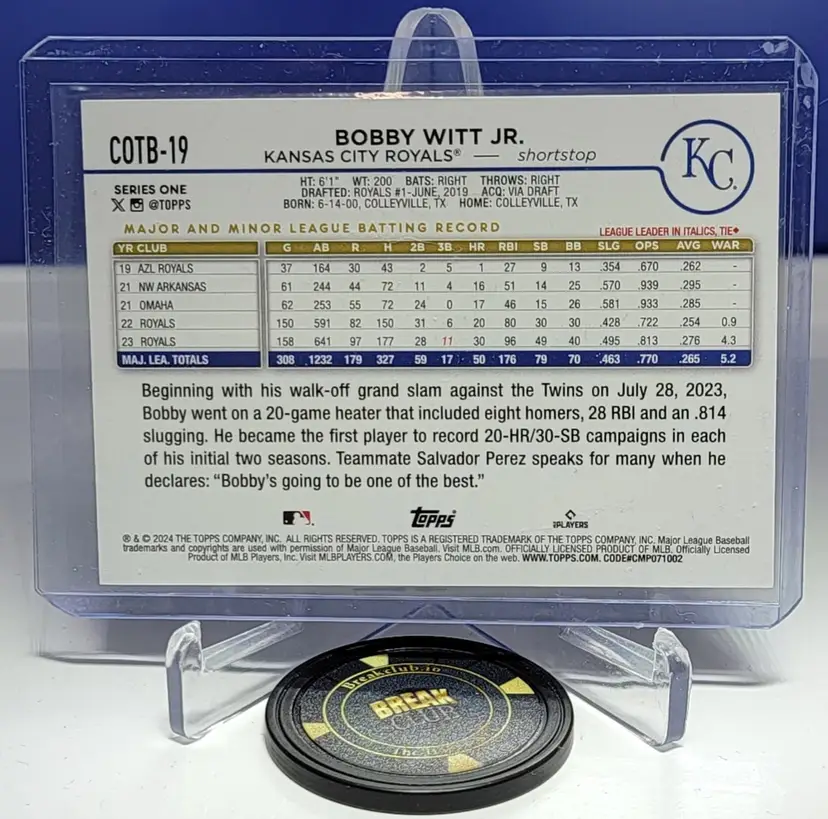 COTB-19
BOBBY WITT JR.
KANSAS CITY ROYALS® — shortstop
KC
SERIES ONE
@TOPPS
HT: 6'1" WT: 200 BATS: RIGHT THROWS: RIGHT
DRAFTED: ROYALS #1-JUNE, 2019 ACQ: VIA DRAFT
BORN: 6-14-00, COLLEYVILLE, TX HOME: COLLEYVILLE, TX
MAJOR AND MINOR LEAGUE BATTING RECORD
LEAGUE LEADER IN ITALICS, TIE◆
YR CLUB G AB R H 2B 3B HR RBI SB BB SLG OPS AVG WAR
19 AZL ROYALS 37 164 30 43 2 5 1 27 9 13 .354 .670 .262 -
21 NW ARKANSAS 61 244 44 72 11 4 16 51 14 25 .570 .939 .295 -
21 OMAHA 62 253 55 72 24 0 17 46 15 26 .581 .933 .285 -
22 ROYALS 150 591 82 150 31 6 20 80 30 30 .428 .722 .254 0.9
23 ROYALS 158 641 97 177 28 11 30 96 49 40 .495 .813 .276 4.3
MAJ. LEA. TOTALS 308 1232 179 327 59 17 50 176 79 70 .463 .770 .265 5.2
Beginning with his walk-off grand slam against the Twins on July 28, 2023,
Bobby went on a 20-game heater that included eight homers, 28 RBI and an .814
slugging. He became the first player to record 20-HR/30-SB campaigns in each
of his initial two seasons. Teammate Salvador Perez speaks for many when he
declares: “Bobby's going to be one of the best.”
Topps
PLAYERS
® & © 2024 THE TOPPS COMPANY, INC. ALL RIGHTS RESERVED. TOPPS IS A REGISTERED TRADEMARK OF THE TOPPS COMPANY, INC. Major League Baseball
trademarks and copyrights are used with permission of Major League Baseball. Visit MLB.com. OFFICIALLY LICENSED PRODUCT OF MLB. Officially Licensed
Product of MLB Players, Inc. Visit MLBPLAYERS.COM, the Players Choice on the web. WWW.TOPPS.COM. CODE#CMP071002
Breakclub.io
BREAK
CLUB